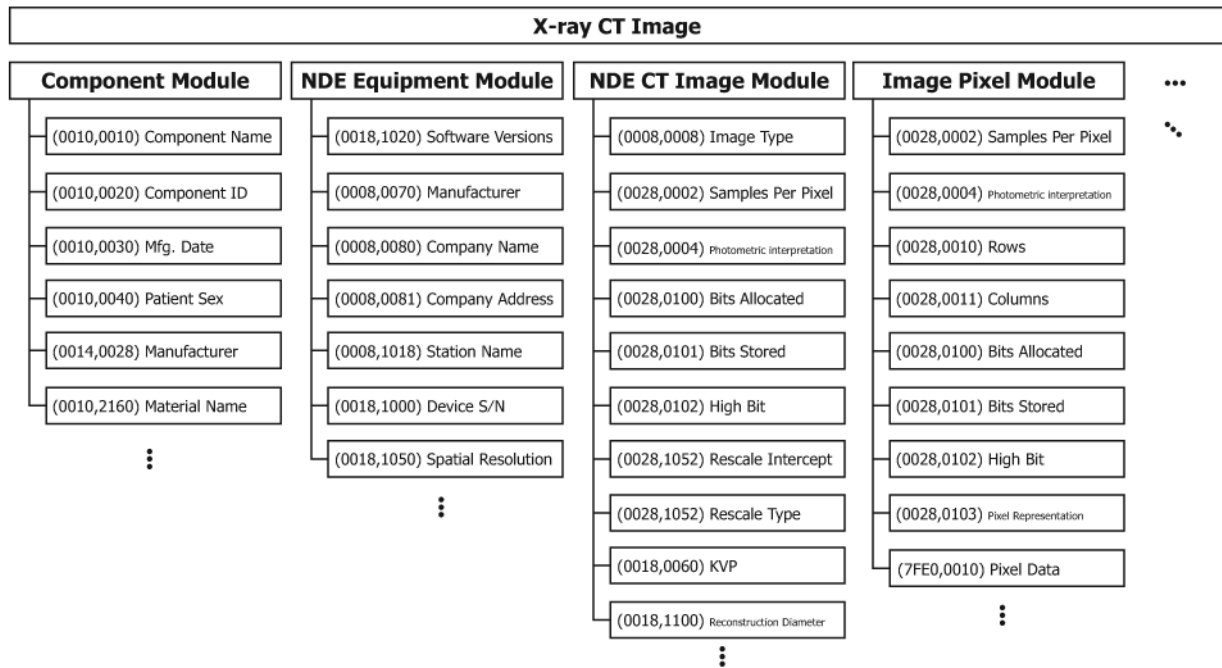 X-ray CT Image
Component Module
(0010,0010) Component Name
(0010,0020) Component ID
(0010,0030) Mfg. Date
(0010,0040) Patient Sex
(0014,0028) Manufacturer
(0010,2160) Material Name
NDE Equipment Module
(0018,1020) Software Versions
(0008,0070) Manufacturer
(0008,0080) Company Name
(0008,0081) Company Address
(0008,1018) Station Name
(0018,1000) Device S/N
(0018,1050) Spatial Resolution
NDE CT Image Module
(0008,0008) Image Type
(0028,0002) Samples Per Pixel
(0028,0004) Photometric interpretation
(0028,0100) Bits Allocated
(0028,0101) Bits Stored
(0028,0102) High Bit
(0028,1052) Rescale Intercept
(0028,1052) Rescale Type
(0018,0060) KVP
(0018,1100) Reconstruction Diameter
Image Pixel Module
(0028,0002) Samples Per Pixel
(0028,0004) Photometric interpretation
(0028,0010) Rows
(0028,0011) Columns
(0028,0100) Bits Allocated
(0028,0101) Bits Stored
(0028,0102) High Bit
(0028,0103) Pixel Representation
(7FE0,0010) Pixel Data